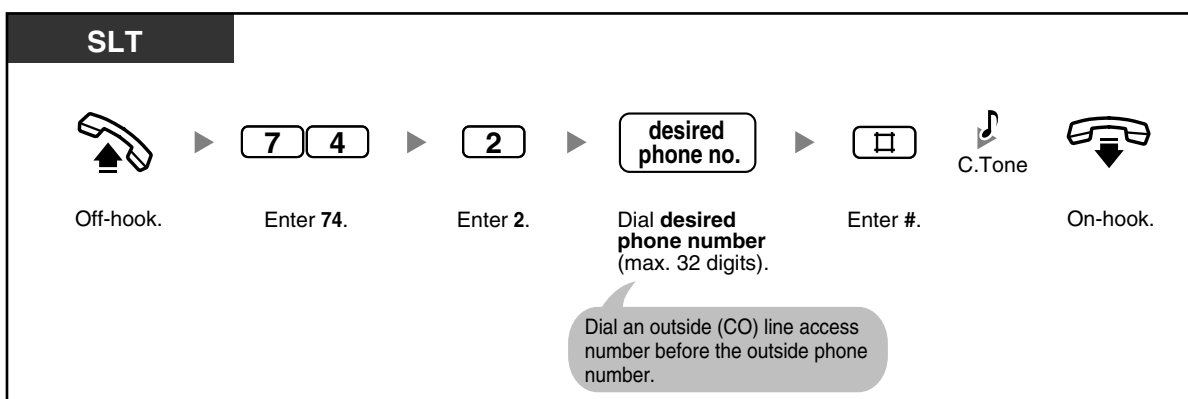 SLT
7 4
2
desired
phone no.
#
C.Tone
Off-hook.
Enter 74.
Enter 2.
Dial desired
phone number
(max. 32 digits).
Enter #.
On-hook.
Dial an outside (CO) line access
number before the outside phone
number.